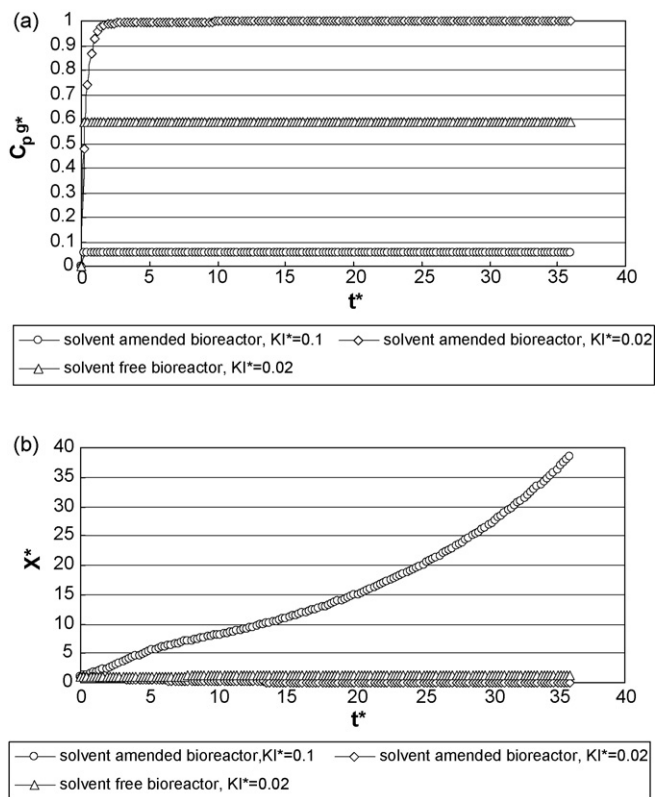 (a)
1
0.9
0.8
0.7
0.6
0.5
0.4
0.3
0.2
0.1
0
Cp g*
0 5 10 15 20 25 30 35 40
t*
solvent amended bioreactor, KI*=0.1 solvent amended bioreactor, KI*=0.02
solvent free bioreactor, KI*=0.02
(b)
40
35
30
25
20
15
10
5
0
X*
0 5 10 15 20 25 30 35 40
t*
solvent amended bioreactor,KI*=0.1 solvent amended bioreactor, KI*=0.02
solvent free bioreactor, KI*=0.02